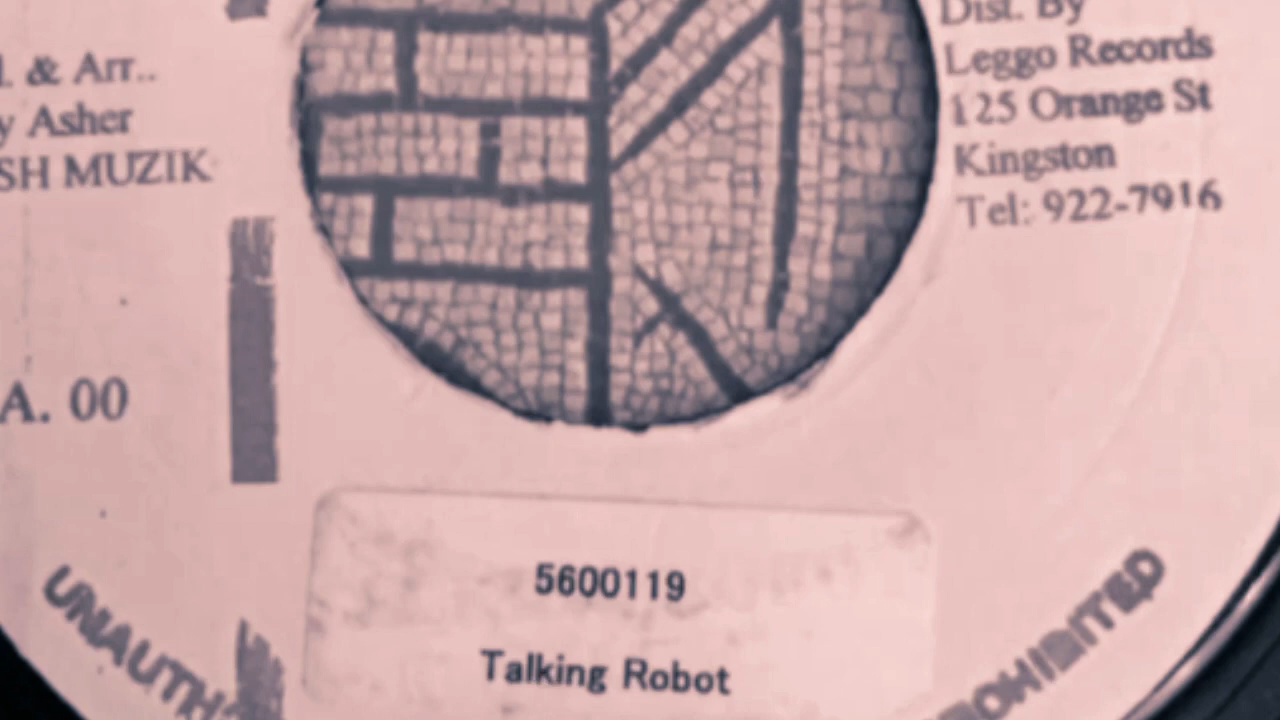 Dist. By
Leggo Records
125 Orange St
Kingston
Tel: 922-7916
& Arr..
y Asher
SH MUZIK
A. 00
5600119
Talking Robot
UNAUTH
OHIBITED